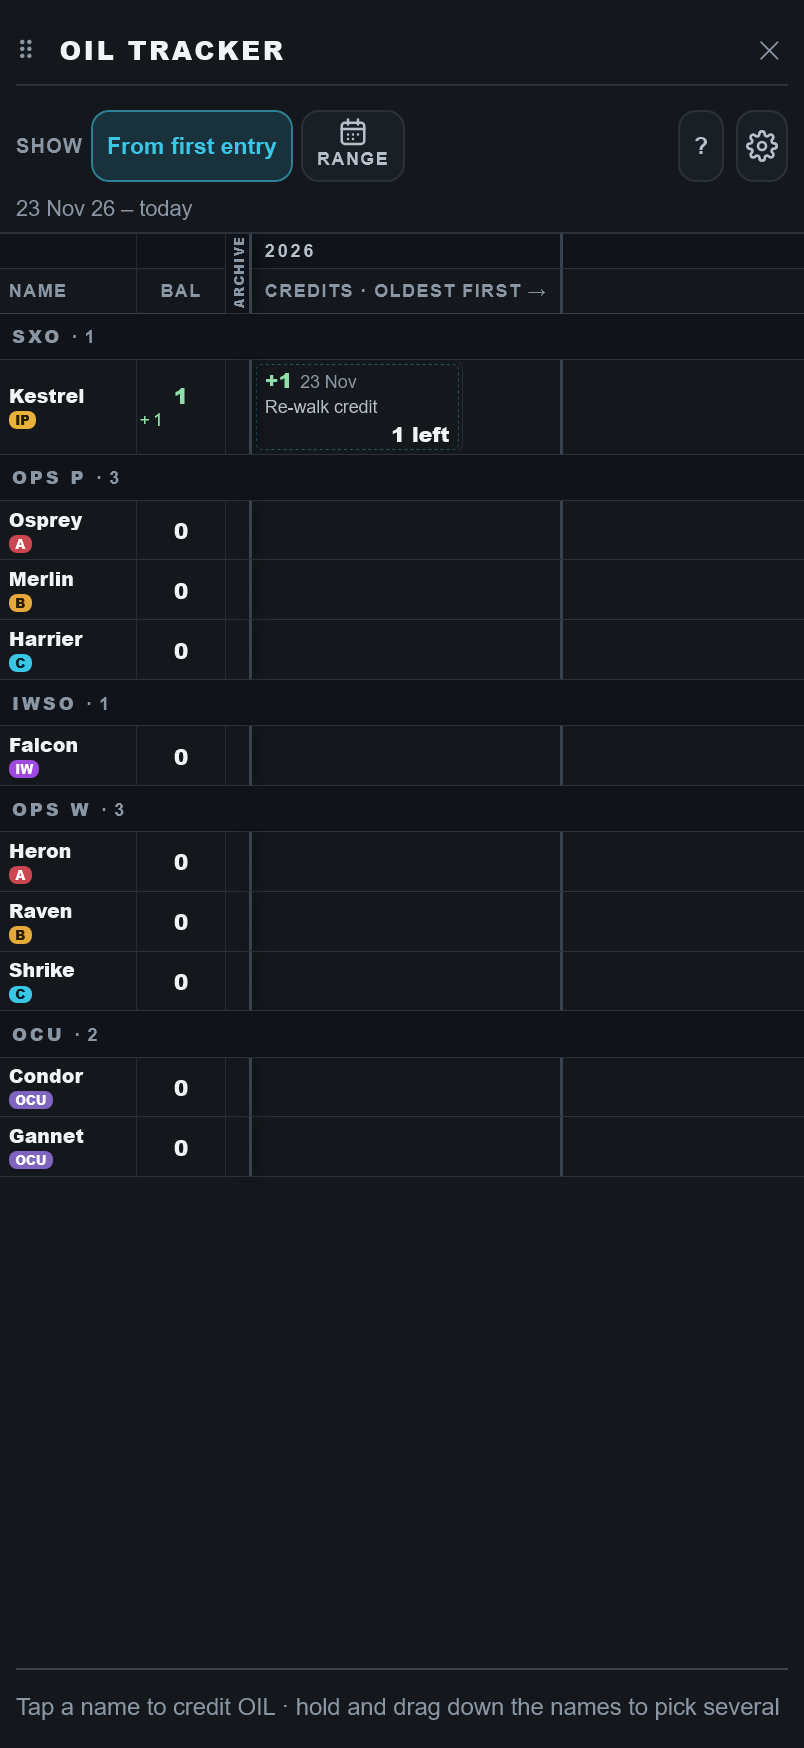 OIL TRACKER
SHOW From first entry RANGE ?
23 Nov 26 – today
ARCHIVE 2026
NAME BAL CREDITS · OLDEST FIRST →
SXO · 1
Kestrel 1 +1 23 Nov
IP +1 Re-walk credit
1 left
OPS P · 3
Osprey 0
A
Merlin 0
B
Harrier 0
C
IWSO · 1
Falcon 0
IW
OPS W · 3
Heron 0
A
Raven 0
B
Shrike 0
C
OCU · 2
Condor 0
OCU
Gannet 0
OCU
Tap a name to credit OIL · hold and drag down the names to pick several